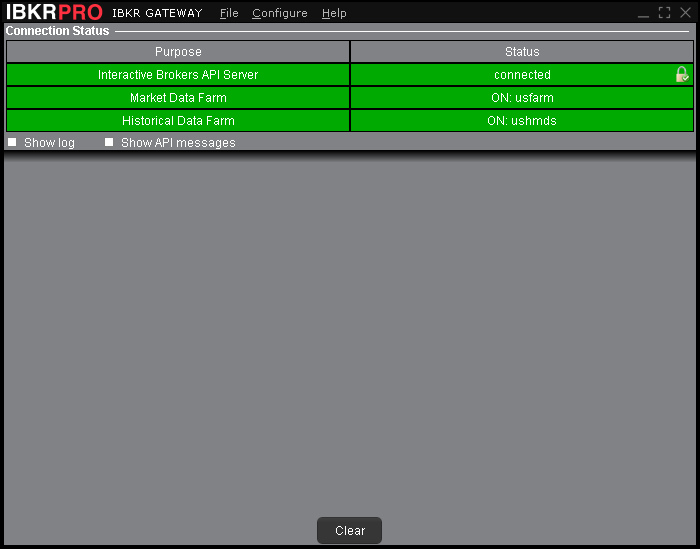 IBKRPRO IBKR GATEWAY File Configure Help
Connection Status
Purpose Status
Interactive Brokers API Server connected
Market Data Farm ON: usfarm
Historical Data Farm ON: ushmds
Show log Show API messages
Clear